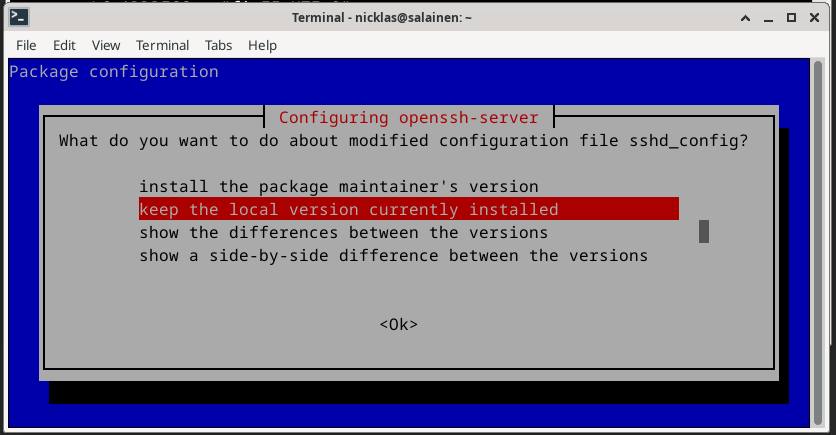 Terminal - nicklas@salainen: ~
File Edit View Terminal Tabs Help
Package configuration
Configuring openssh-server
What do you want to do about modified configuration file sshd_config?
install the package maintainer's version
keep the local version currently installed
show the differences between the versions
show a side-by-side difference between the versions
<Ok>